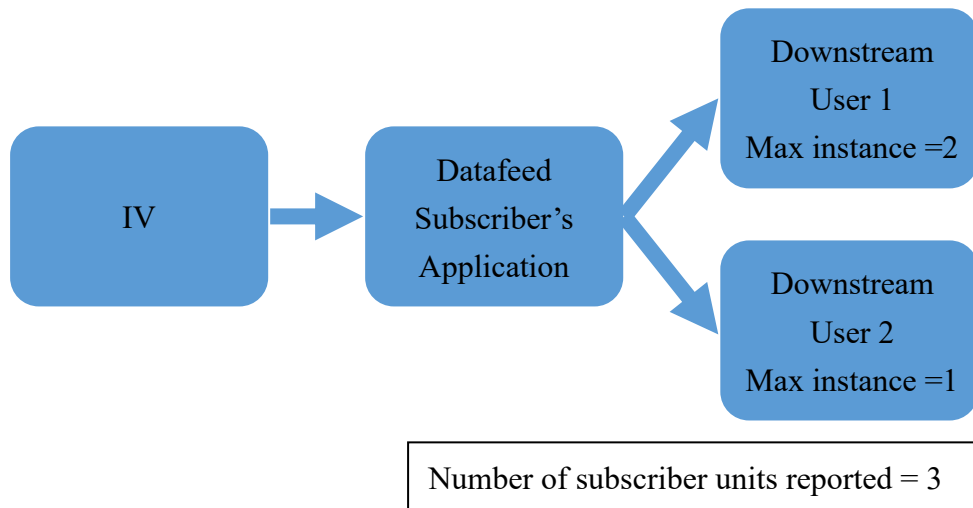 IV
Datafeed
Subscriber’s
Application
Downstream
User 1
Max instance =2
Downstream
User 2
Max instance =1
Number of subscriber units reported = 3